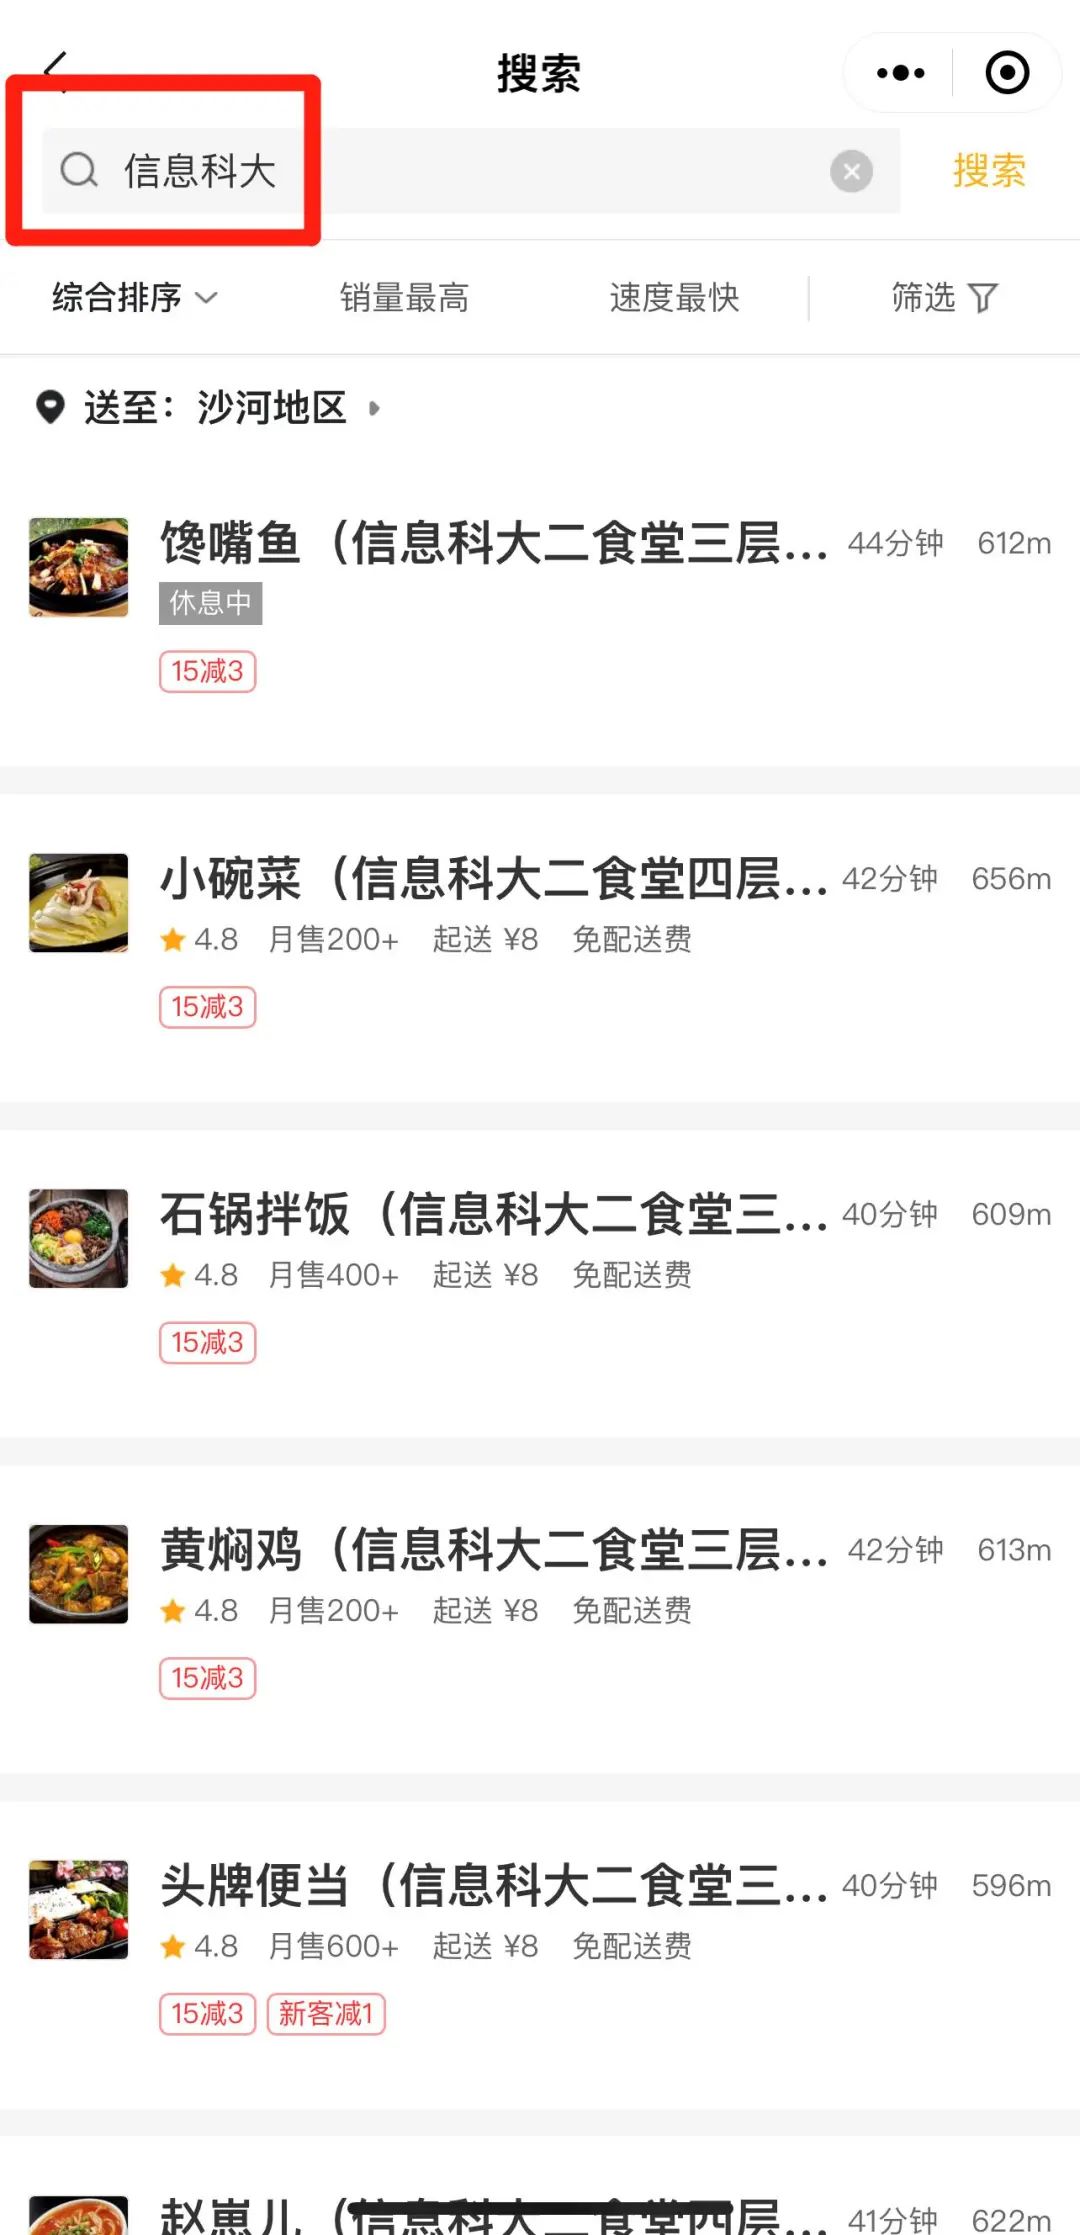 搜索
信息科大
搜索
综合排序 销量最高 速度最快 筛选
送至：沙河地区
馋嘴鱼（信息科大二食堂三层... 44分钟 612m
休息中
15减3
小碗菜（信息科大二食堂四层... 42分钟 656m
4.8 月售200+ 起送 ¥8 免配送费
15减3
石锅拌饭（信息科大二食堂三... 40分钟 609m
4.8 月售400+ 起送 ¥8 免配送费
15减3
黄焖鸡（信息科大二食堂三层... 42分钟 613m
4.8 月售200+ 起送 ¥8 免配送费
15减3
头牌便当（信息科大二食堂三... 40分钟 596m
4.8 月售600+ 起送 ¥8 免配送费
15减3 新客减1
赵崽儿（信息科大二食堂四层... 41分钟 622m